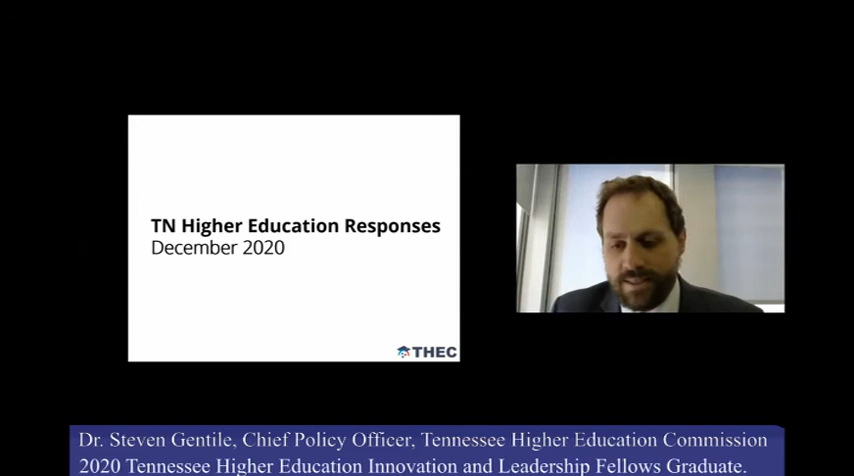 TN Higher Education Responses
December 2020
THEC
Dr. Steven Gentile, Chief Policy Officer, Tennessee Higher Education Commission
2020 Tennessee Higher Education Innovation and Leadership Fellows Graduate.